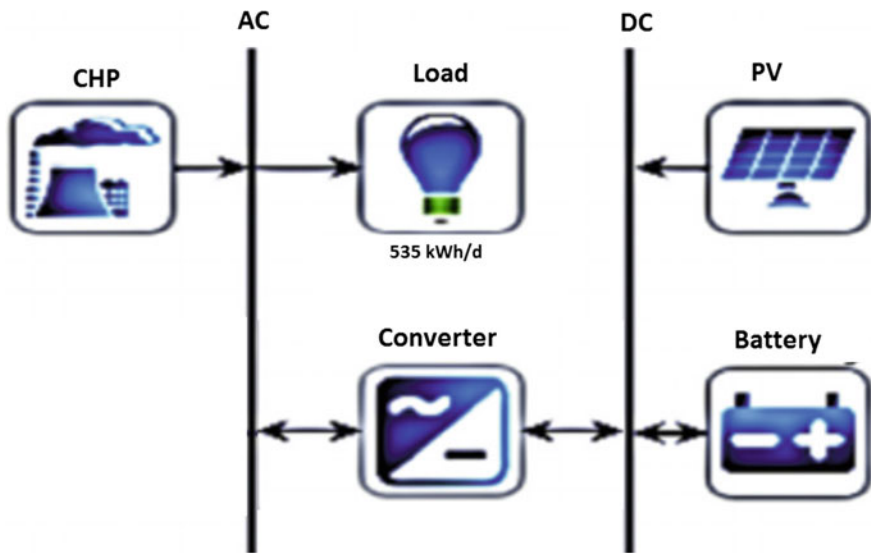 AC
DC
CHP
Load
PV
535 kWh/d
Converter
Battery